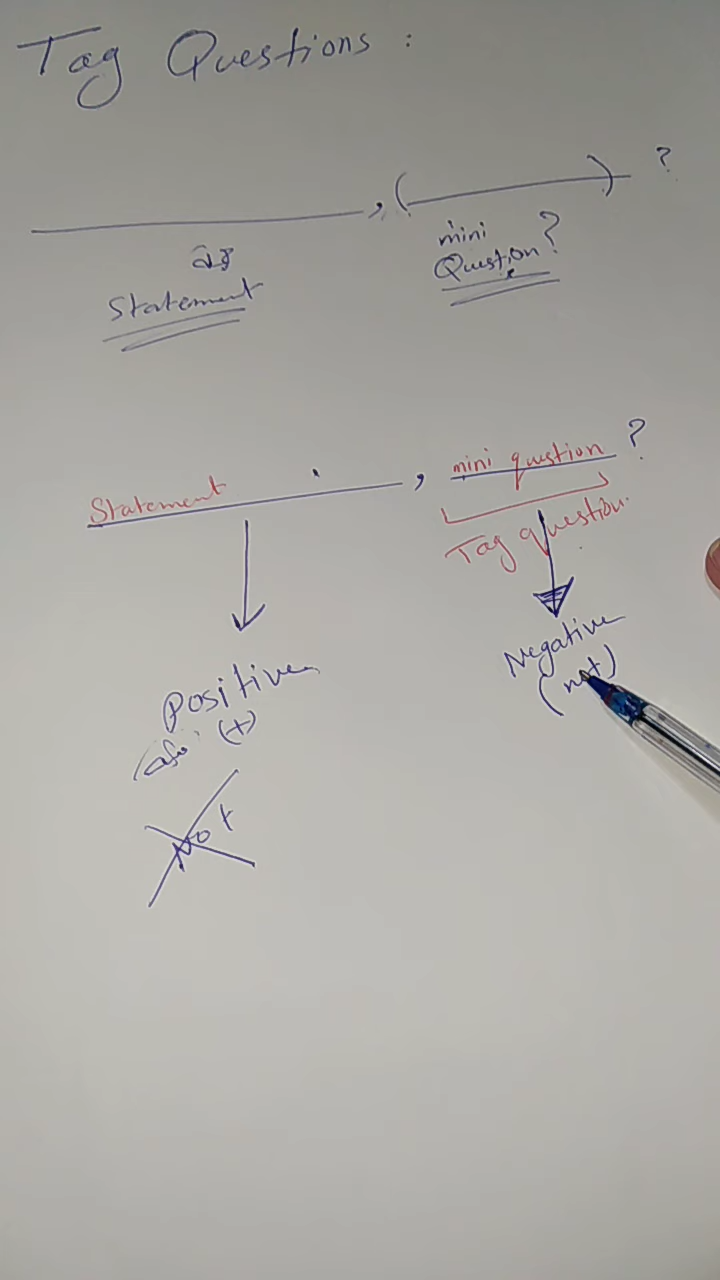 Tag Questions :
, ( ) ?
mini
Question?
Statement
Statement , mini question ?
Tag question.
Positive
(+)
Not
Negative
(not)